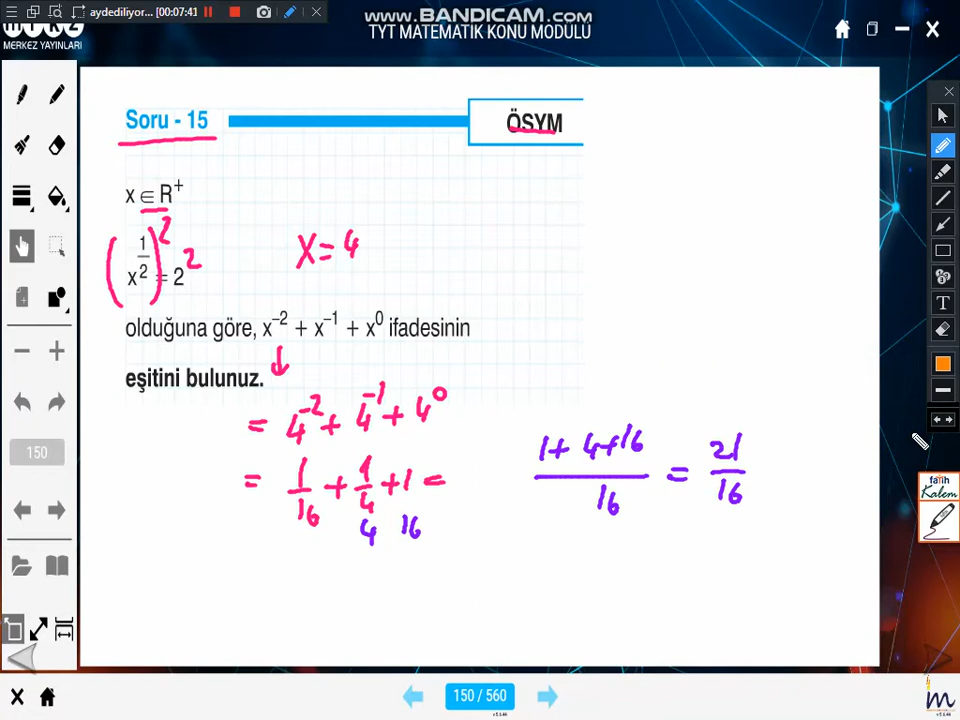 aydediliyor... [00:07:41]
www.BANDICAM.com
MERKEZ YAYINLARI
TYT MATEMATİK KONU MODULÜ
Soru - 15
ÖSYM
x ∈ R⁺
(x^(1/2))² = 2²
X = 4
olduğuna göre, x⁻² + x⁻¹ + x⁰ ifadesinin
eşitini bulunuz.
= 4⁻² + 4⁻¹ + 4⁰
= 1/16 + 1/4 + 1 =
4 16
(1 + 4 + 16)/16 = 21/16
150
T
fatih
Kalem
150 / 560